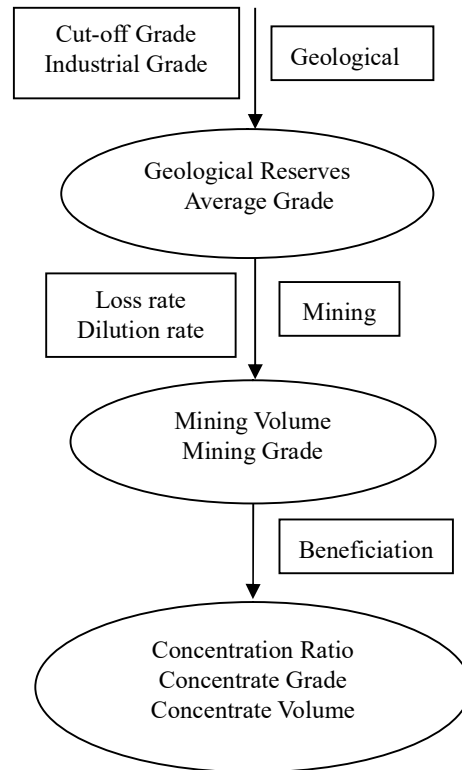 Cut-off Grade
Industrial Grade
Geological
Geological Reserves
Average Grade
Loss rate
Dilution rate
Mining
Mining Volume
Mining Grade
Beneficiation
Concentration Ratio
Concentrate Grade
Concentrate Volume